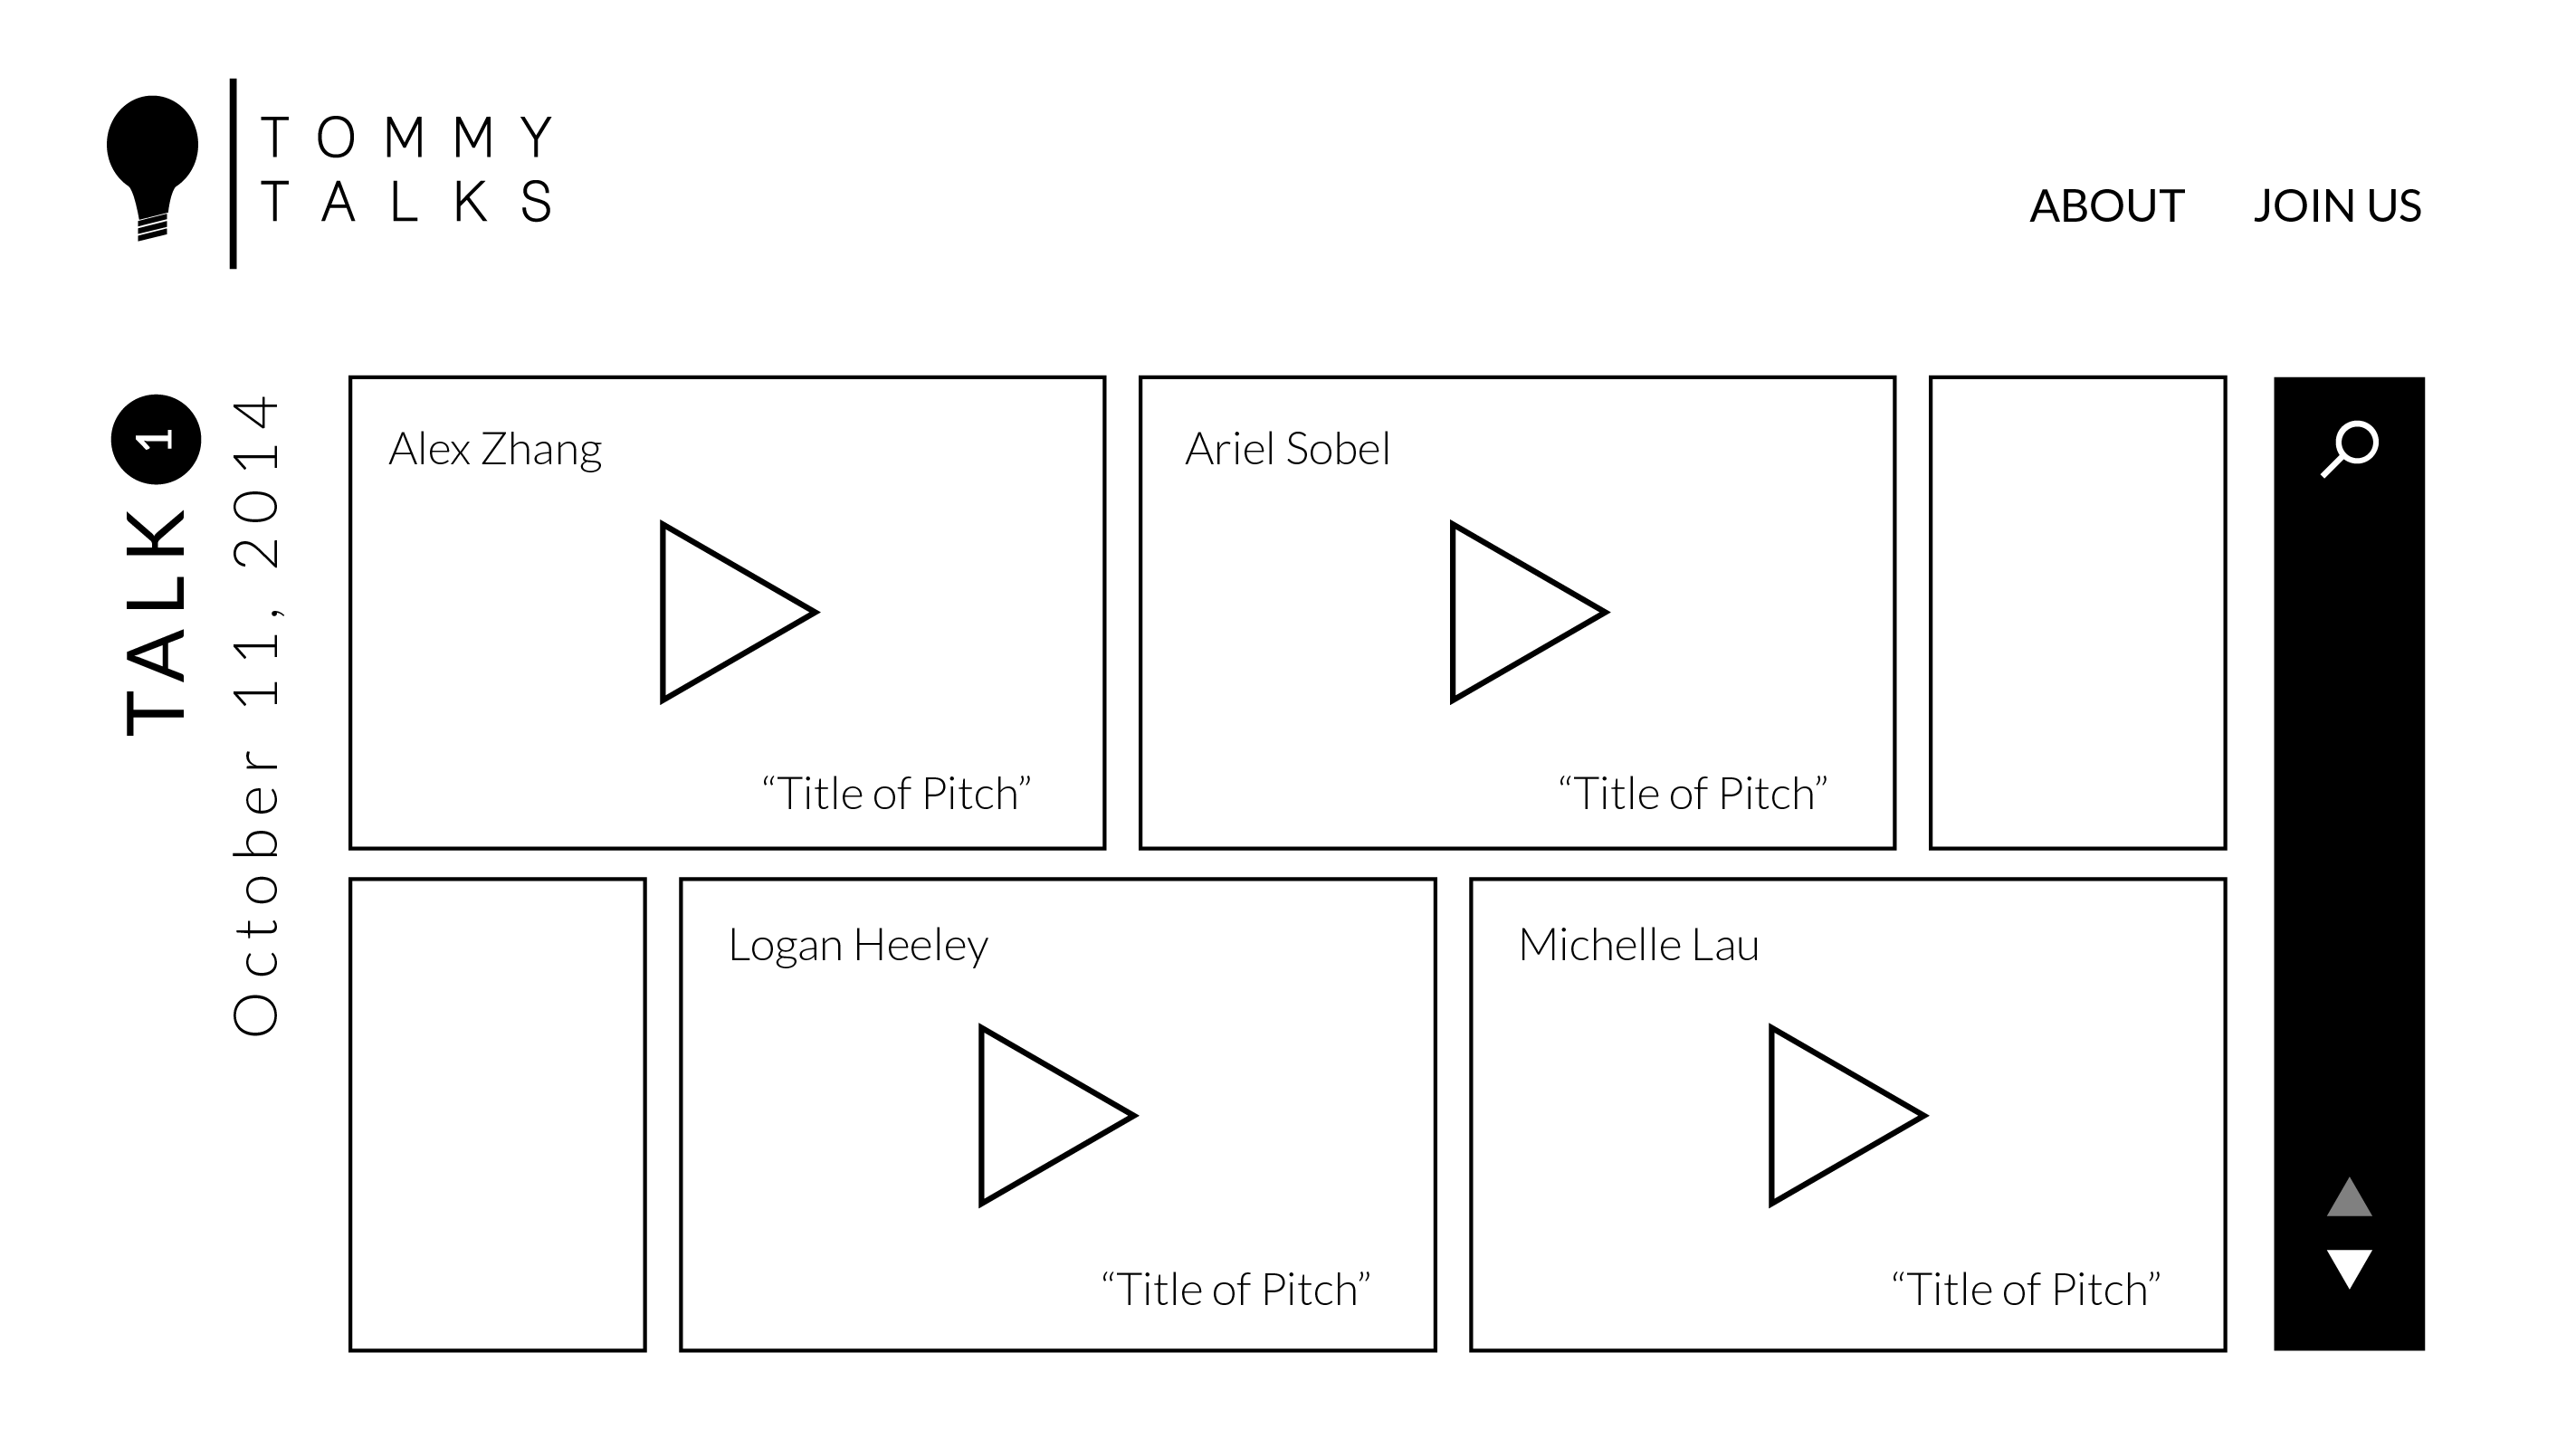 TOMMY
TALKS
ABOUT
JOIN US
TALK 1
October 11, 2014
Alex Zhang
“Title of Pitch”
Ariel Sobel
“Title of Pitch”
Logan Heeley
“Title of Pitch”
Michelle Lau
“Title of Pitch”